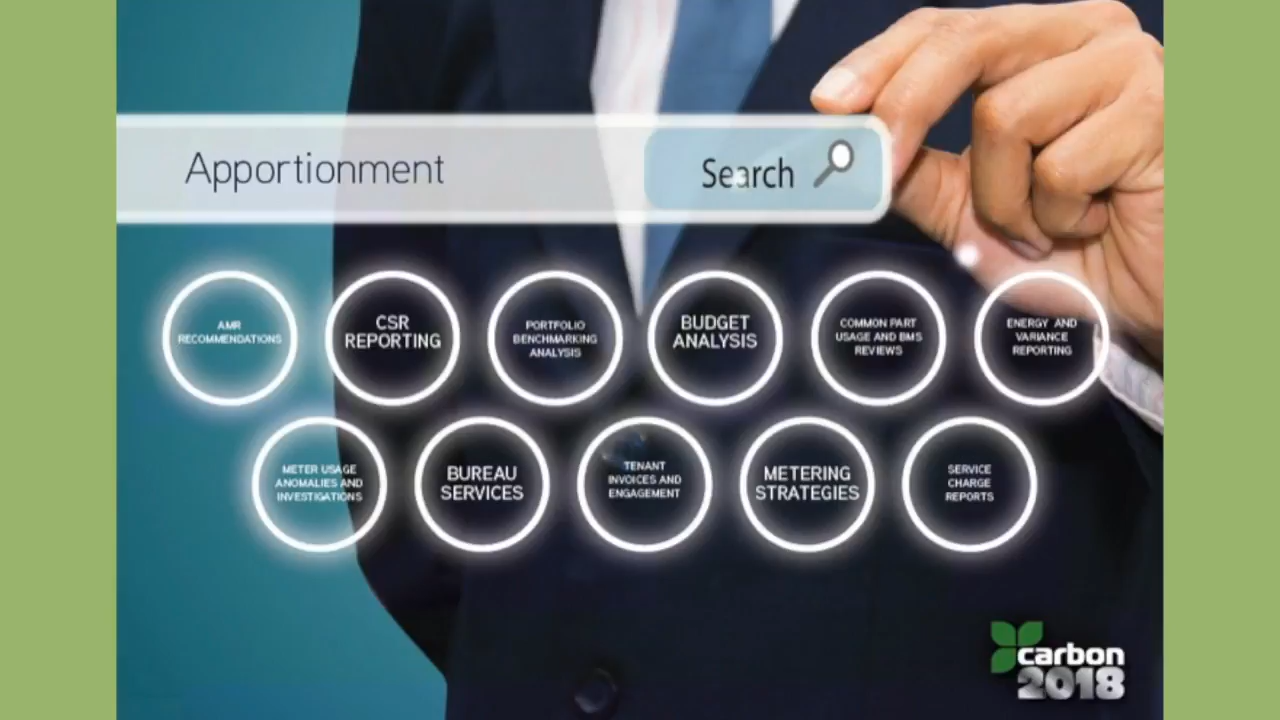 Apportionment
Search
AMR
RECOMMENDATIONS
CSR
REPORTING
PORTFOLIO
BENCHMARKING
ANALYSIS
BUDGET
ANALYSIS
COMMON PART
USAGE AND BMS
REVIEWS
ENERGY AND
VARIANCE
REPORTING
METER USAGE
ANOMALIES AND
INVESTIGATIONS
BUREAU
SERVICES
TENANT
INVOICES AND
ENGAGEMENT
METERING
STRATEGIES
SERVICE
CHARGE
REPORTS
carbon
2018